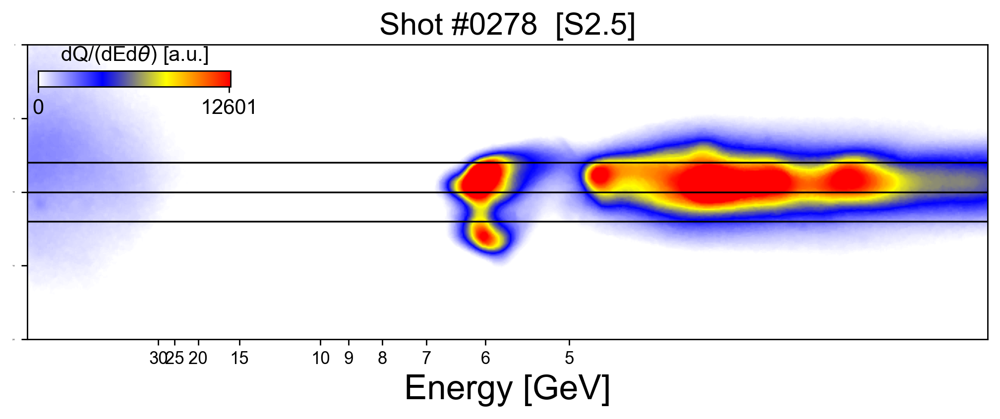 Shot #0278 [S2.5]
dQ/(dEdθ) [a.u.]
0 12601
30 25 20 15 10 9 8 7 6 5
Energy [GeV]